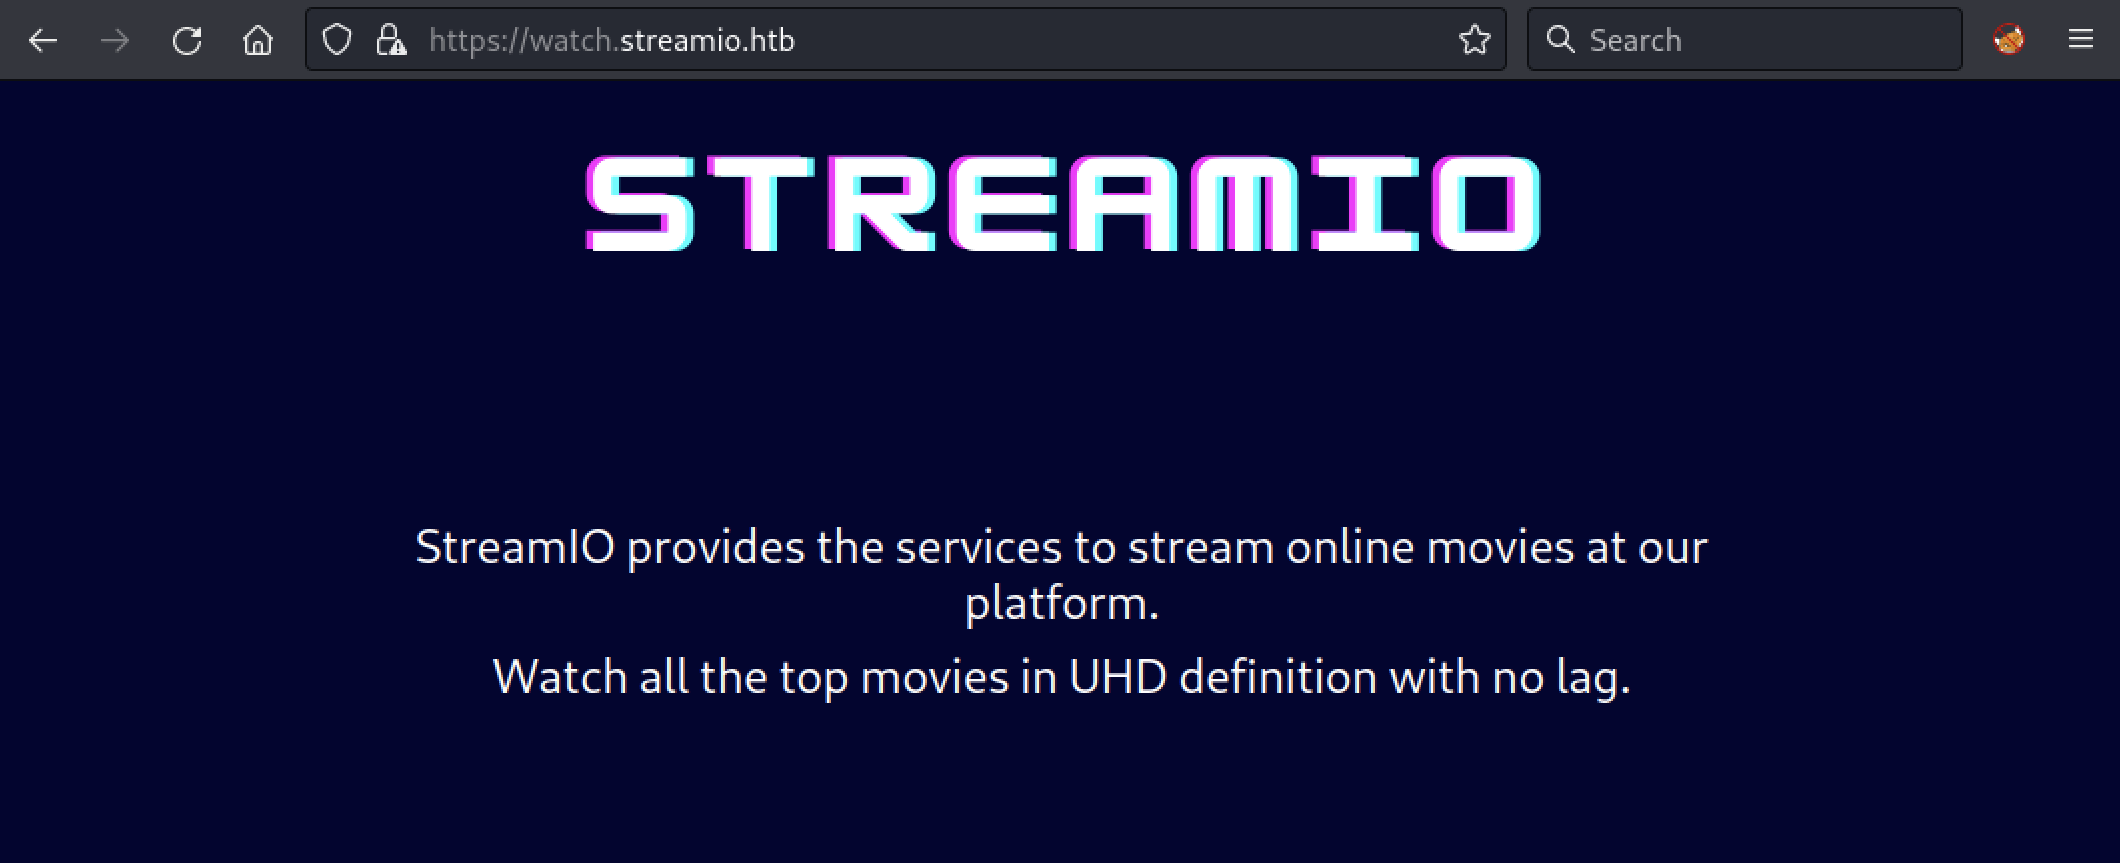 https://watch.streamio.htb
Search
STREAMIO
StreamIO provides the services to stream online movies at our
platform.
Watch all the top movies in UHD definition with no lag.